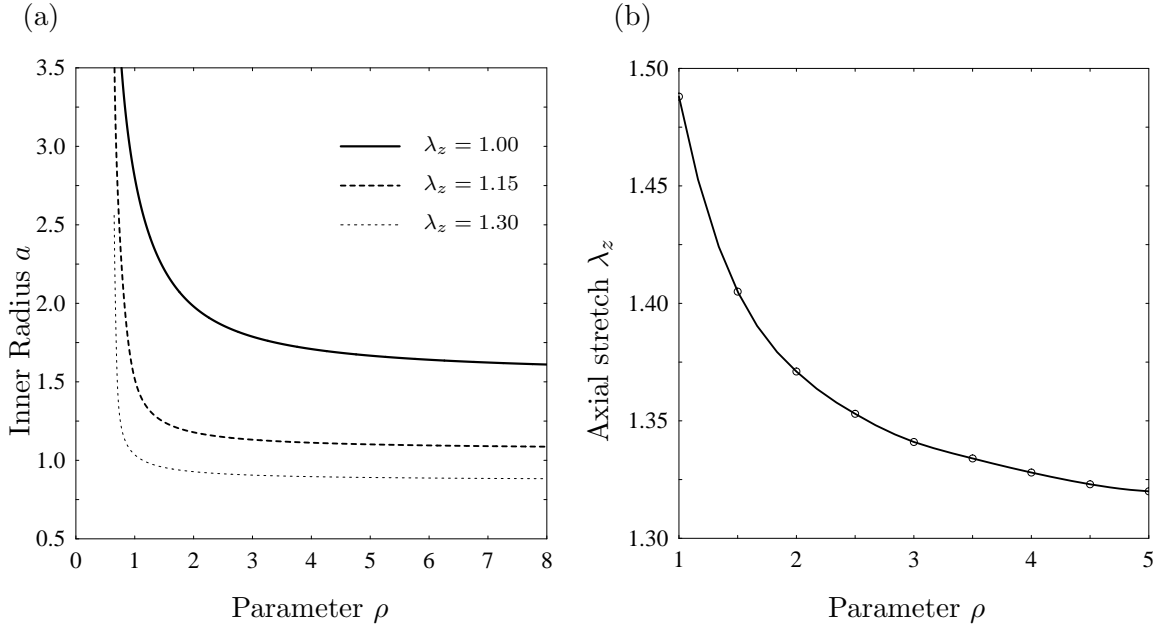 (a)
3.5
3.0
2.5
2.0
1.5
1.0
0.5
0 1 2 3 4 5 6 7 8
Inner Radius a
Parameter ρ
λz = 1.00
λz = 1.15
λz = 1.30
(b)
1.50
1.45
1.40
1.35
1.30
1 2 3 4 5
Axial stretch λz
Parameter ρ